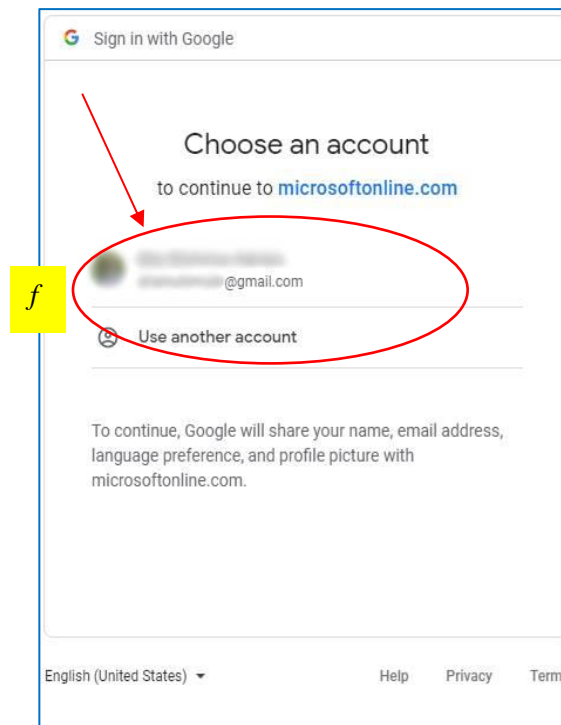 Sign in with Google
Choose an account
to continue to microsoftonline.com
@gmail.com
f
Use another account
To continue, Google will share your name, email address,
language preference, and profile picture with
microsoftonline.com.
English (United States)
Help Privacy Term